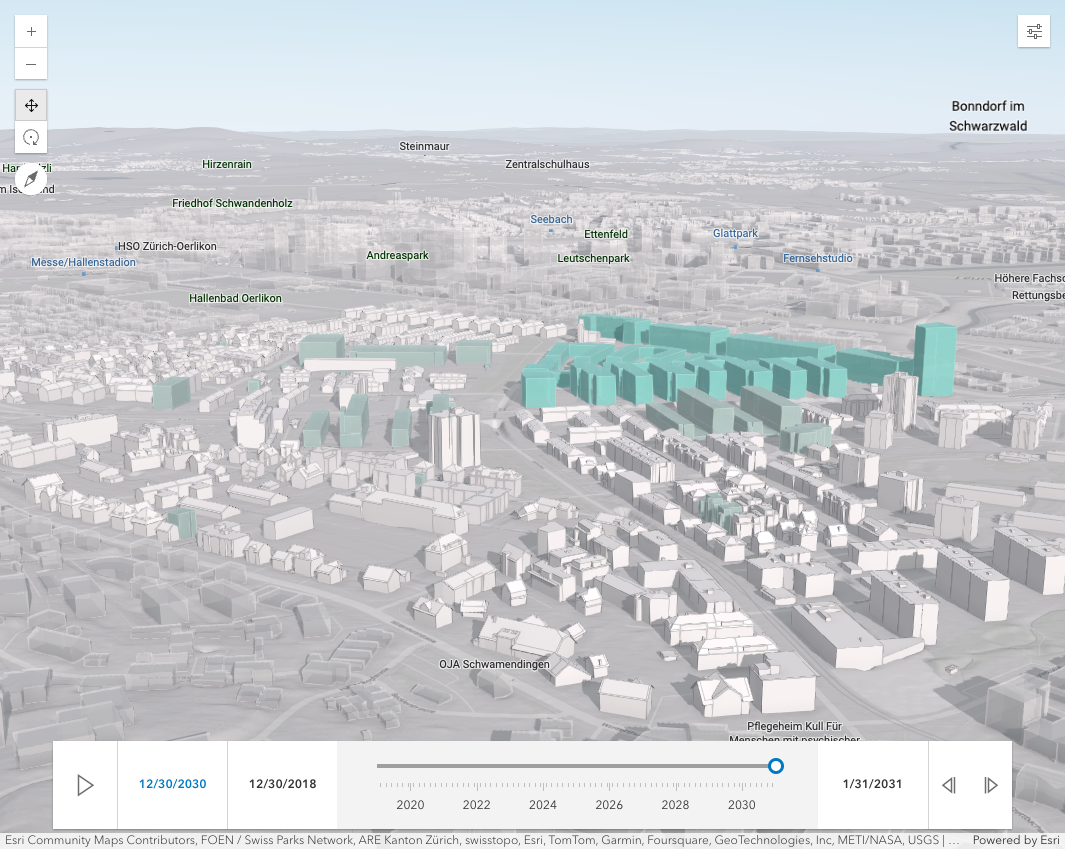 Bonndorf im
Schwarzwald
Steinmaur
Hirzenrain
Zentralschulhaus
Friedhof Schwandenholz
Seebach
Ettenfeld
Glattpark
HSO Zürich-Oerlikon
Andreaspark
Leutschenpark
Fernsehstudio
Messe/Hallenstadion
Höhere Fachsc
Rettungsbe
Hallenbad Oerlikon
OJA Schwamendingen
Pflegeheim Kull Für
Menschen mit psychischer
12/30/2030
12/30/2018
2020
2022
2024
2026
2028
2030
1/31/2031
Esri Community Maps Contributors, FOEN / Swiss Parks Network, ARE Kanton Zürich, swisstopo, Esri, TomTom, Garmin, Foursquare, GeoTechnologies, Inc, METI/NASA, USGS | ...
Powered by Esri